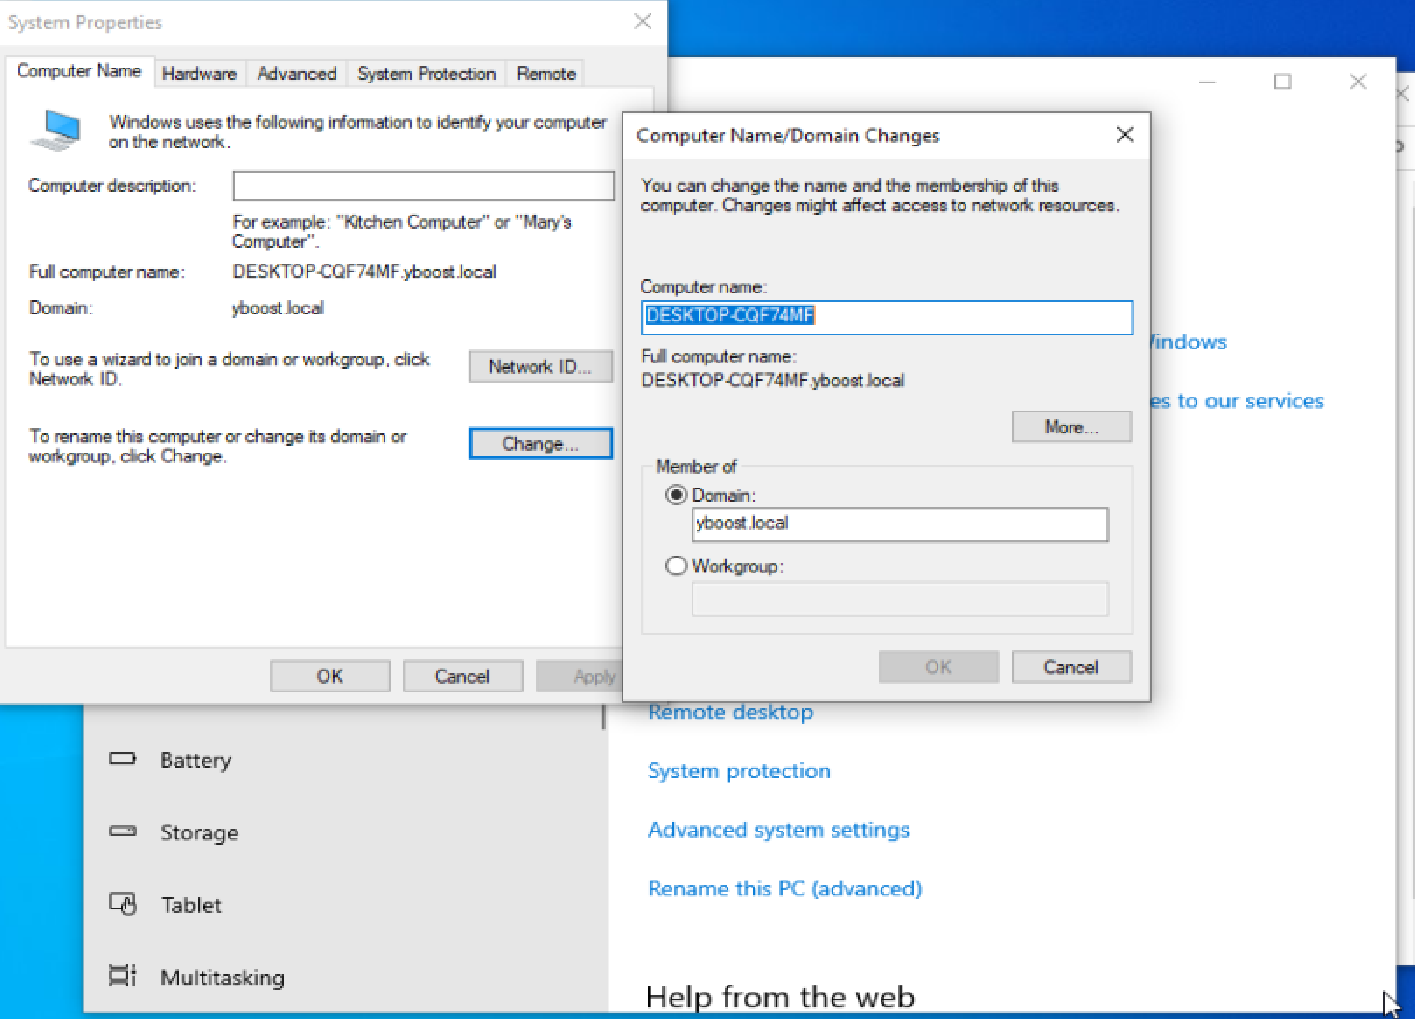 System Properties
Computer Name
Hardware
Advanced
System Protection
Remote
Windows uses the following information to identify your computer
on the network.
Computer description:
For example: "Kitchen Computer" or "Mary's
Computer".
Full computer name:
DESKTOP-CQF74MF.yboost.local
Domain:
yboost.local
To use a wizard to join a domain or workgroup, click
Network ID.
Network ID...
To rename this computer or change its domain or
workgroup, click Change.
Change...
OK
Cancel
Apply
Computer Name/Domain Changes
You can change the name and the membership of this
computer. Changes might affect access to network resources.
Computer name:
DESKTOP-CQF74MF
Full computer name:
DESKTOP-CQF74MF.yboost.local
More...
Member of
Domain:
yboost.local
Workgroup:
OK
Cancel
indows
es to our services
Remote desktop
System protection
Advanced system settings
Rename this PC (advanced)
Help from the web
Battery
Storage
Tablet
Multitasking